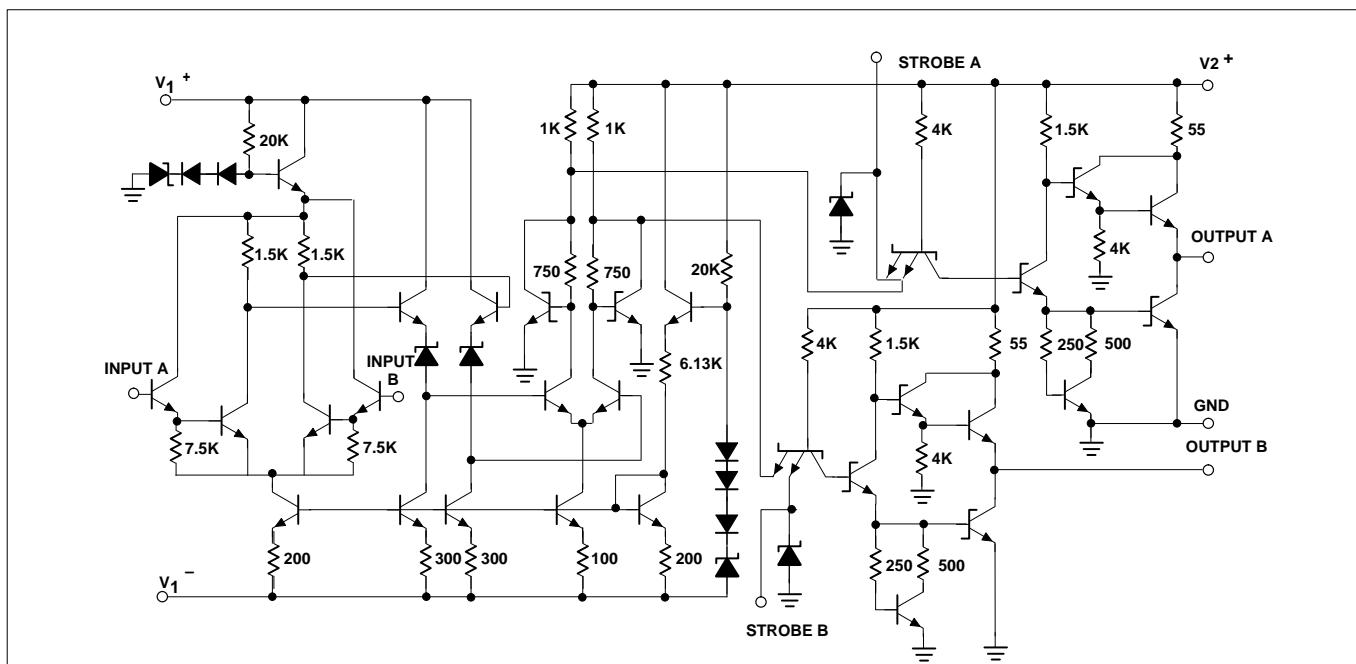 STROBE A
V1 +
V2 +
20K
1K
1K
4K
1.5K
55
1.5K
1.5K
4K
OUTPUT A
750
750
20K
INPUT A
INPUT B
6.13K
4K
1.5K
55
250
500
7.5K
7.5K
GND
OUTPUT B
4K
200
300
300
100
200
250
500
V1 −
STROBE B